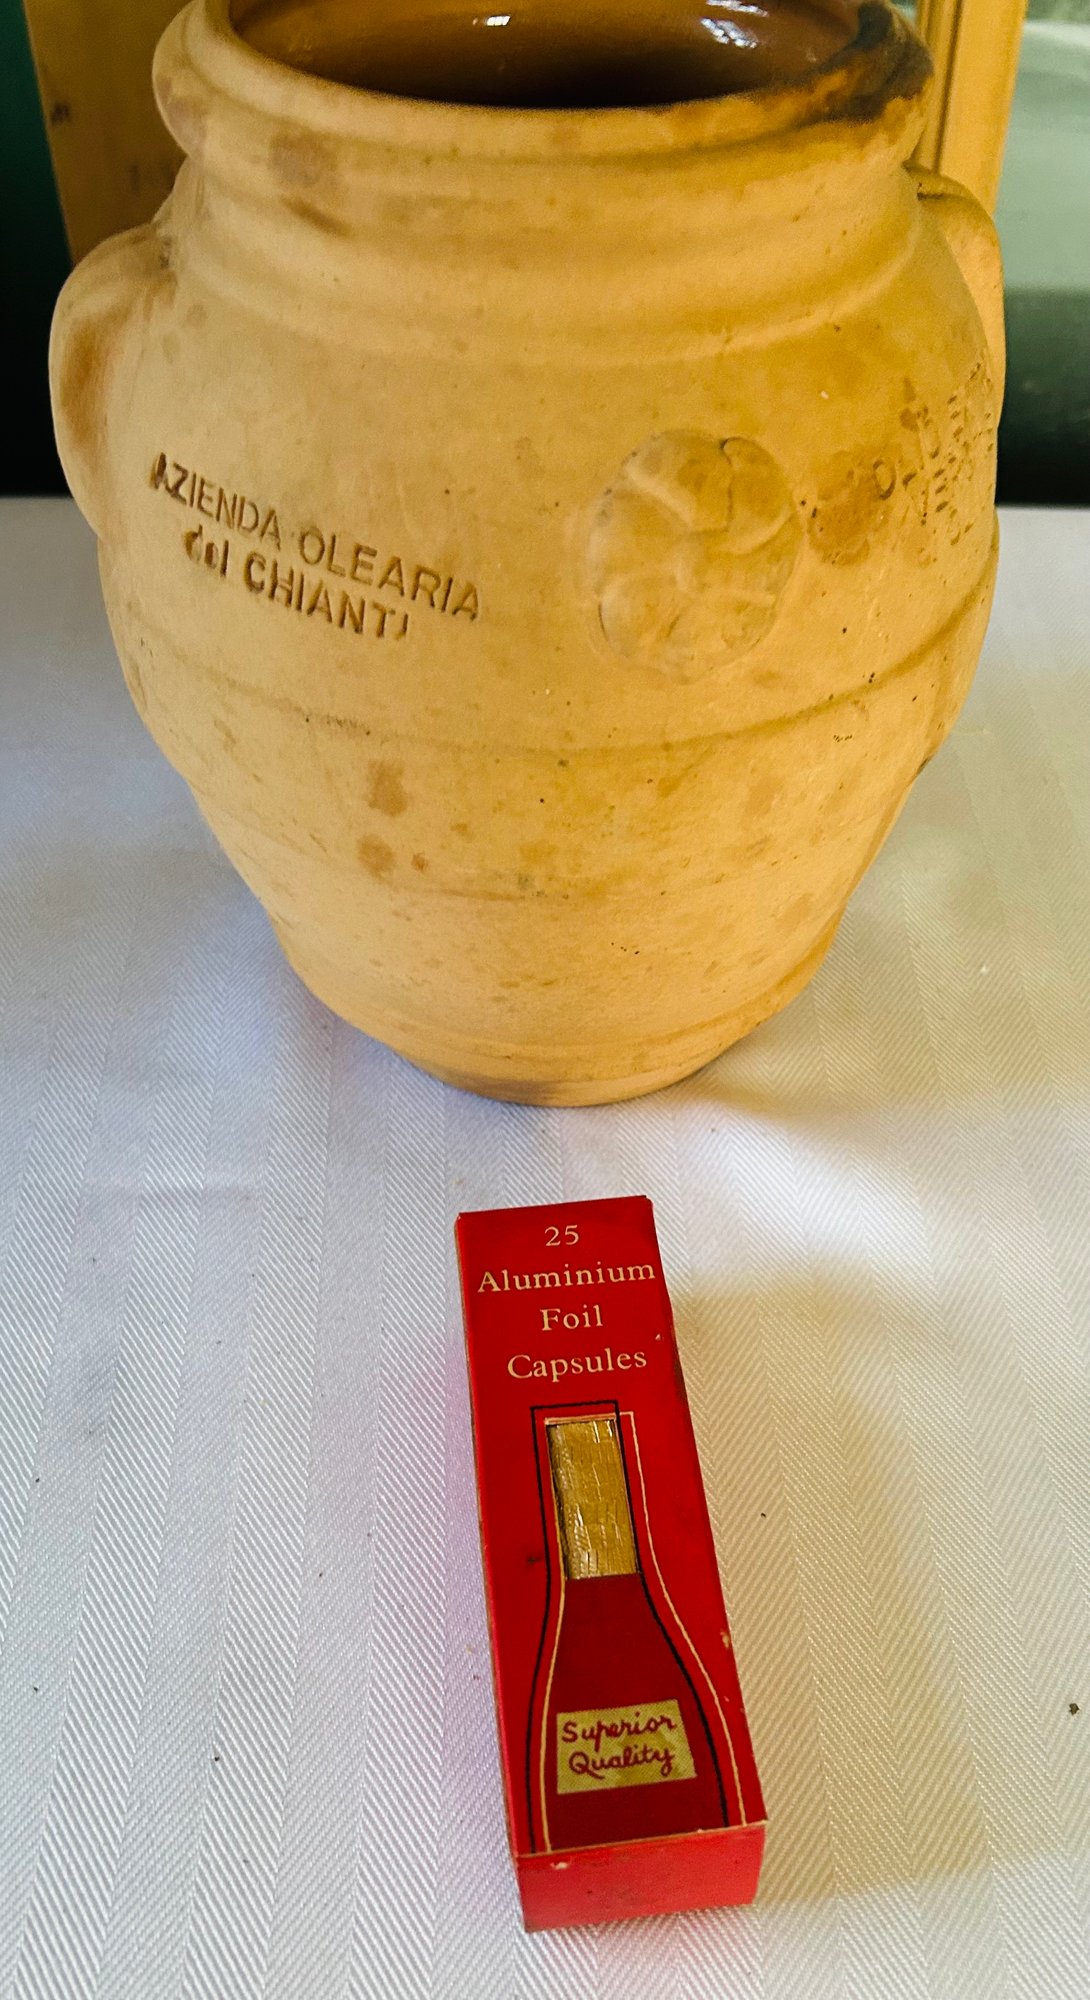 AZIENDA OLEARIA
del CHIANTI
25
Aluminium
Foil
Capsules
Superior
Quality